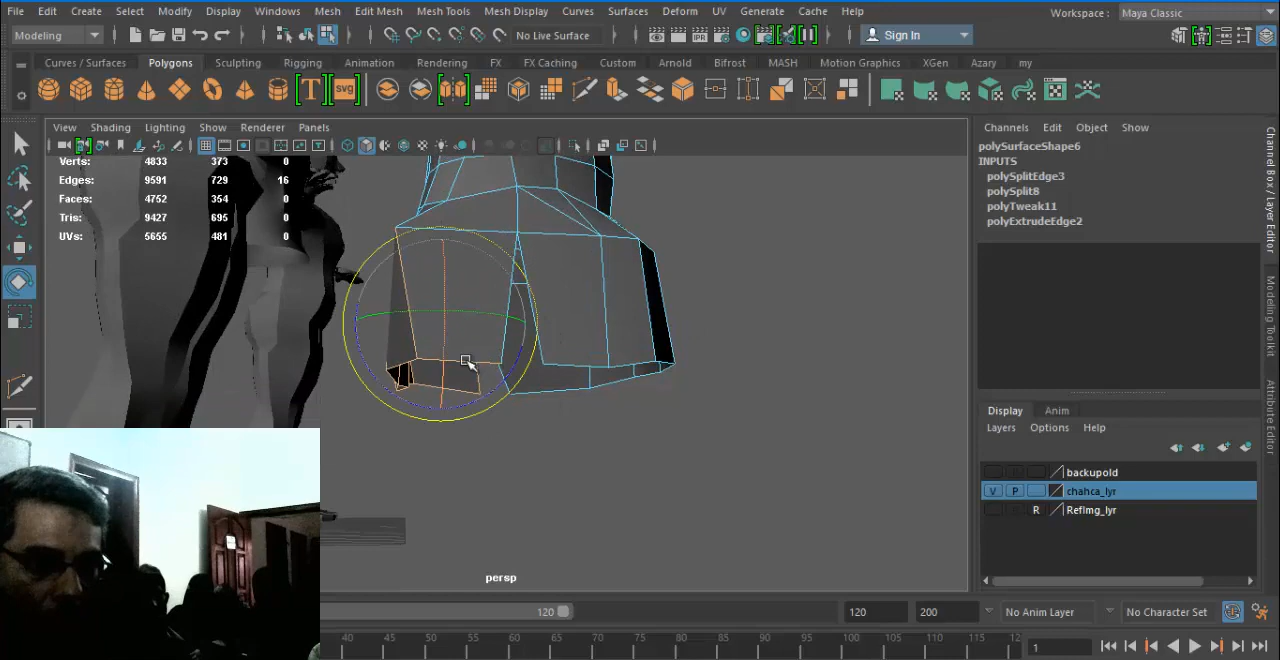 File Edit Create Select Modify Display Windows Mesh Edit Mesh Mesh Tools Mesh Display Curves Surfaces Deform UV Generate Cache Help
Workspace : Maya Classic
Modeling No Live Surface Sign In
Curves / Surfaces Polygons Sculpting Rigging Animation Rendering FX FX Caching Custom Arnold Bifrost MASH Motion Graphics XGen Azary my
T SVG IPR
View Shading Lighting Show Renderer Panels
Channels Edit Object Show
polySurfaceShape6
INPUTS
polySplitEdge3
polySplit8
polyTweak11
polyExtrudeEdge2
Verts: 4833 373 0
Edges: 9591 729 16
Faces: 4752 354 0
Tris: 9427 695 0
UVs: 5655 481 0
Channel Box / Layer Editor
Modeling Toolkit
Attribute Editor
Display Anim
Layers Options Help
backupold
V P chahca_lyr
R RefImg_lyr
persp
120 120 200 No Anim Layer No Character Set
40 45 50 55 60 65 70 75 80 85 90 95 100 105 110 115 12
1